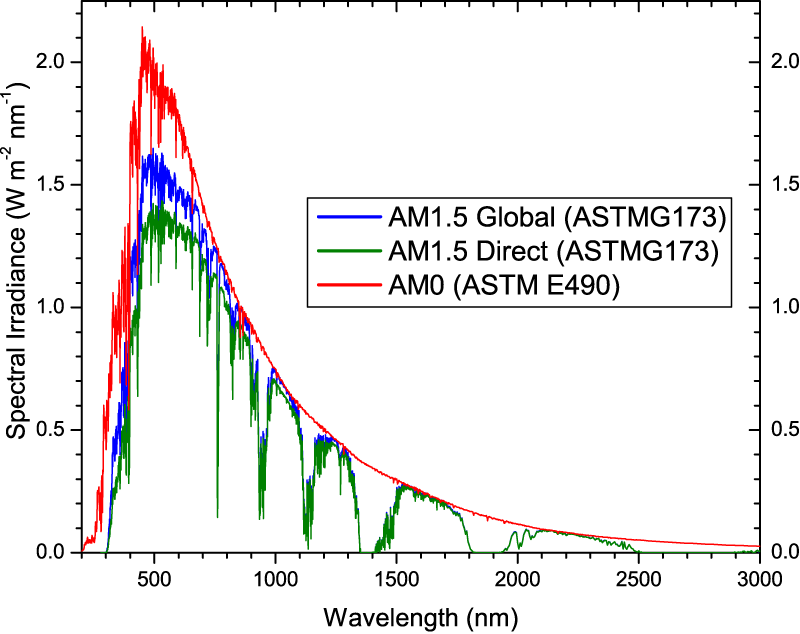 2.0
2.0
1.5
1.5
1.0
1.0
0.5
0.5
0.0
0.0
Spectral Irradiance (W m-2 nm-1)
AM1.5 Global (ASTMG173)
AM1.5 Direct (ASTMG173)
AM0 (ASTM E490)
500 1000 1500 2000 2500 3000
Wavelength (nm)